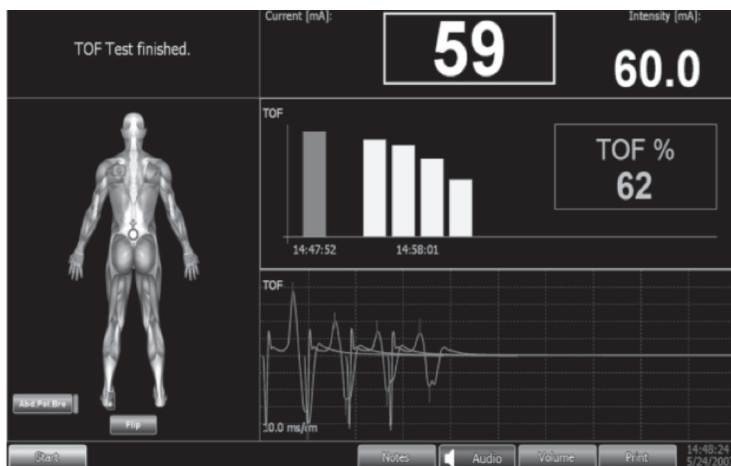 TOF Test finished.
Current [mA]:
59
Intensity [mA]:
60.0
TOF
TOF %
62
14:47:52
14:58:01
TOF
10.0 ms/cm
Abd.Pol.Bre
Flip
Start
Notes
Audio
Volume
Print
14:48:24